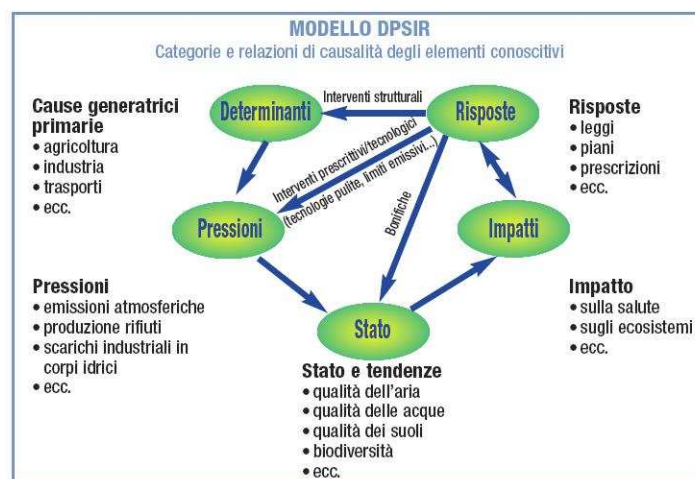 MODELLO DPSIR
Categorie e relazioni di causalità degli elementi conoscitivi
Cause generatrici
primarie
• agricoltura
• industria
• trasporti
• ecc.
Determinanti
Interventi strutturali
Risposte
Risposte
• leggi
• piani
• prescrizioni
• ecc.
Interventi prescrittivi/tecnologici
(tecnologie pulite, limiti emissivi...)
Bonifiche
Pressioni
Impatti
Pressioni
• emissioni atmosferiche
• produzione rifiuti
• scarichi industriali in
corpi idrici
• ecc.
Stato
Impatto
• sulla salute
• sugli ecosistemi
• ecc.
Stato e tendenze
• qualità dell'aria
• qualità delle acque
• qualità dei suoli
• biodiversità
• ecc.